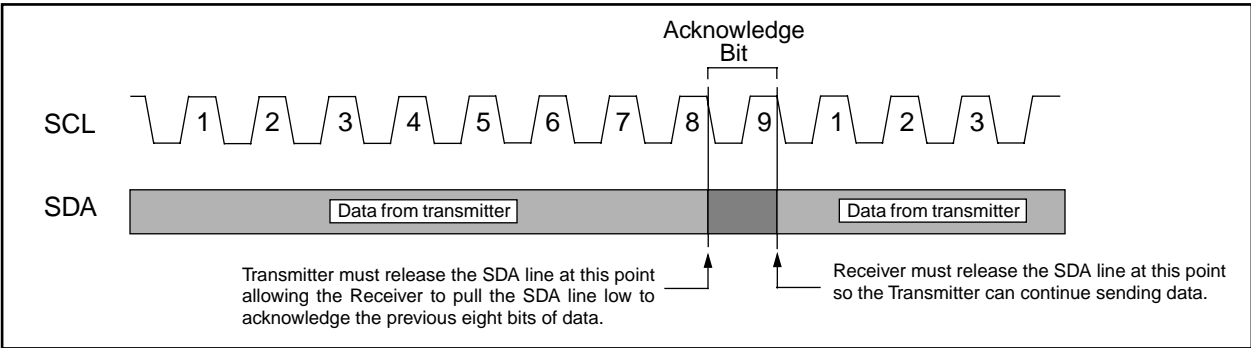 Acknowledge
Bit
SCL
1 2 3 4 5 6 7 8 9 1 2 3
SDA
Data from transmitter
Data from transmitter
Transmitter must release the SDA line at this point
allowing the Receiver to pull the SDA line low to
acknowledge the previous eight bits of data.
Receiver must release the SDA line at this point
so the Transmitter can continue sending data.